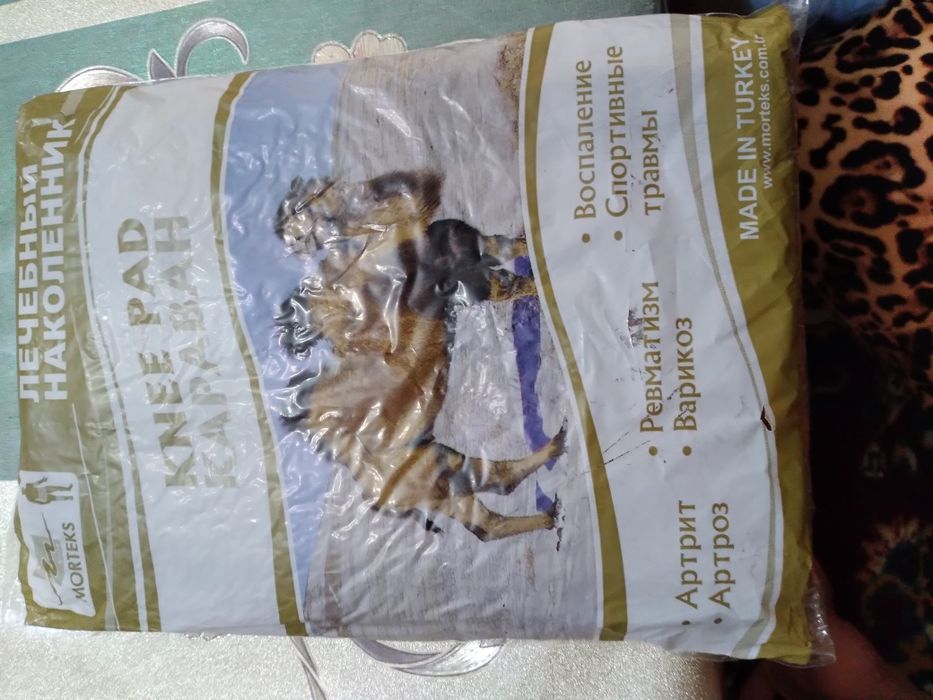 ЛЕЧЕБНЫЙ
НАКОЛЕННИК
MORTEKS
KNEE PAD
КАРАВАН
• Артрит
• Артроз
• Ревматизм
• Варикоз
• Воспаление
• Спортивные
травмы
MADE IN TURKEY
www.morteks.com.tr